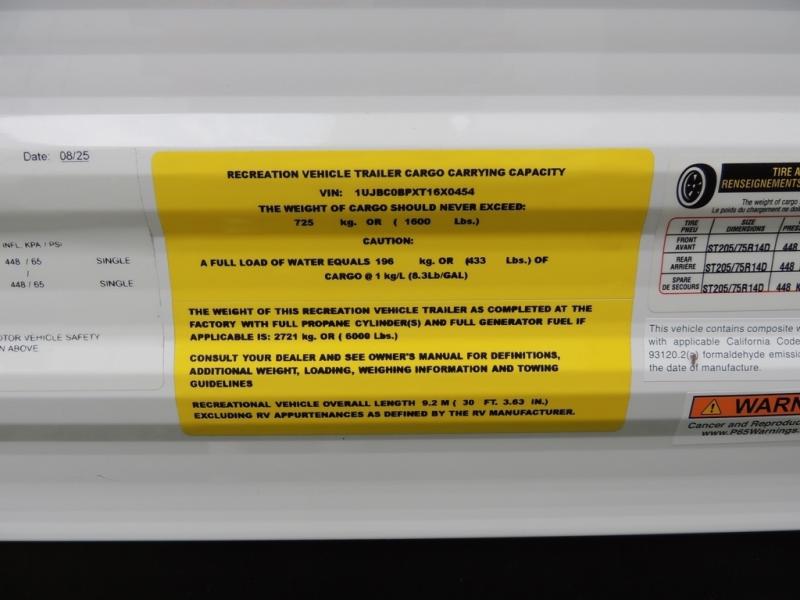 Date: 08/25
INFL. KPA / PSI
448 / 65 SINGLE
/
448 / 65 SINGLE
MOTOR VEHICLE SAFETY
ABOVE
RECREATION VEHICLE TRAILER CARGO CARRYING CAPACITY
VIN: 1UJBC0BPXT16X0454
THE WEIGHT OF CARGO SHOULD NEVER EXCEED:
725 kg. OR ( 1600 Lbs.)
CAUTION:
A FULL LOAD OF WATER EQUALS 196 kg. OR (433 Lbs.) OF
CARGO @ 1 kg/L (8.3Lb/GAL)
THE WEIGHT OF THIS RECREATION VEHICLE TRAILER AS COMPLETED AT THE
FACTORY WITH FULL PROPANE CYLINDER(S) AND FULL GENERATOR FUEL IF
APPLICABLE IS: 2721 kg. OR ( 6000 Lbs.)
CONSULT YOUR DEALER AND SEE OWNER'S MANUAL FOR DEFINITIONS,
ADDITIONAL WEIGHT, LOADING, WEIGHING INFORMATION AND TOWING
GUIDELINES
RECREATIONAL VEHICLE OVERALL LENGTH 9.2 M ( 30 FT. 3.63 IN.)
EXCLUDING RV APPURTENANCES AS DEFINED BY THE RV MANUFACTURER.
TIRE
RENSEIGNEMENTS
The weight of cargo
Le poids du chargement ne
TIRE SIZE
PNEU DIMENSIONS
FRONT
AVANT ST205/75R14D 448
REAR
ARRIÈRE ST205/75R14D 448
SPARE
DE SECOURS ST205/75R14D 448 K
This vehicle contains composite
with applicable California Code
93120.2(a) formaldehyde
the date of manufacture.
WARN
Cancer and
www.P65Warnings.